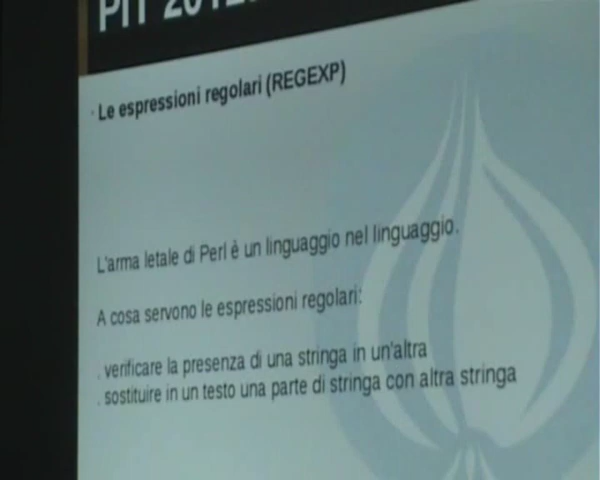 Le espressioni regolari (REGEXP)
L'arma letale di Perl è un linguaggio nel linguaggio.
A cosa servono le espressioni regolari:
. verificare la presenza di una stringa in un'altra
. sostituire in un testo una parte di stringa con altra stringa